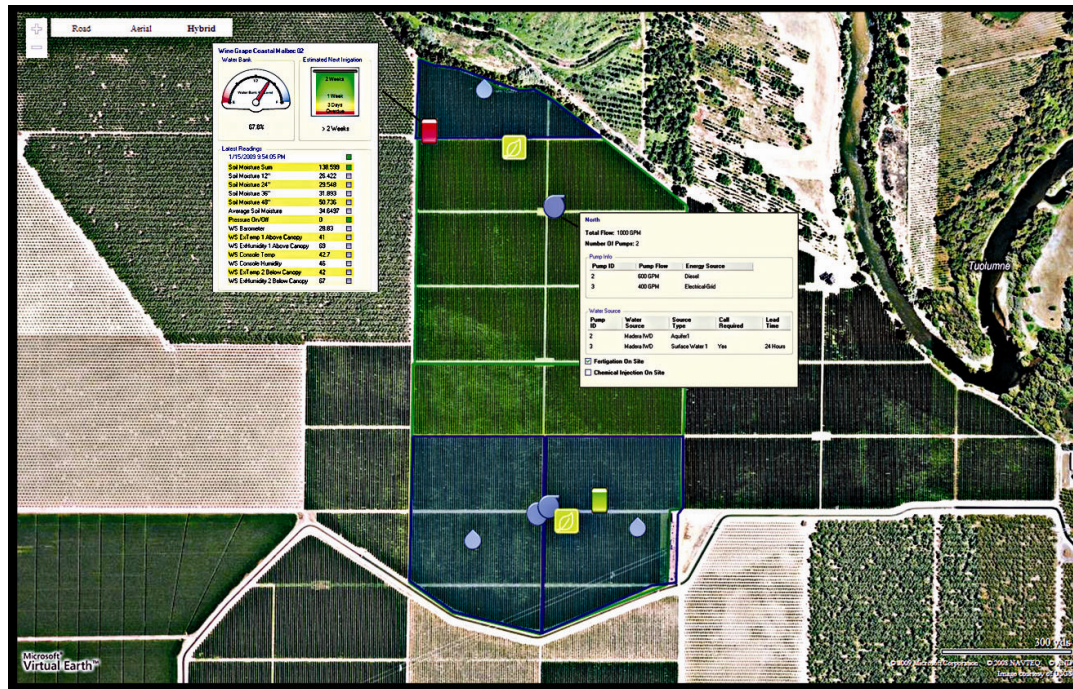 Road Aerial Hybrid
Wine Grape Coastal Malbec 02
Water Bank
Estimated Next Irrigation
67.6%
2 Weeks
1 Week
3 Days
Overdue
> 2 Weeks
Latest Readings
1/15/2009 9:54:05 PM
Soil Moisture Sum 138.599
Soil Moisture 12" 26.422
Soil Moisture 24" 29.548
Soil Moisture 36" 31.893
Soil Moisture 48" 50.736
Average Soil Moisture 34.6497
Pressure On/Off 0
WS Barometer 28.83
WS ExTemp 1 Above Canopy 41
WS ExHumidity 1 Above Canopy 69
WS Console Temp 42.7
WS Console Humidity 46
WS ExTemp 2 Below Canopy 42
WS ExHumidity 2 Below Canopy 67
North
Total Flow: 1000 GPM
Number Of Pumps: 2
Pump Info
Pump ID Pump Flow Energy Source
2 600 GPM Diesel
3 400 GPM Electrical-Grid
Water Source
Pump ID Water Source Source Type Call Required Lead Time
2 Madera IWD Aquifer1
3 Madera IWD Surface Water 1 Yes 24 Hours
Fertigation On Site
Chemical Injection On Site
Tuolumne
Microsoft®
Virtual Earth™
300 yds
© 2009 Microsoft Corporation © 2008 NAVTEQ © AND
Image courtesy of USGS